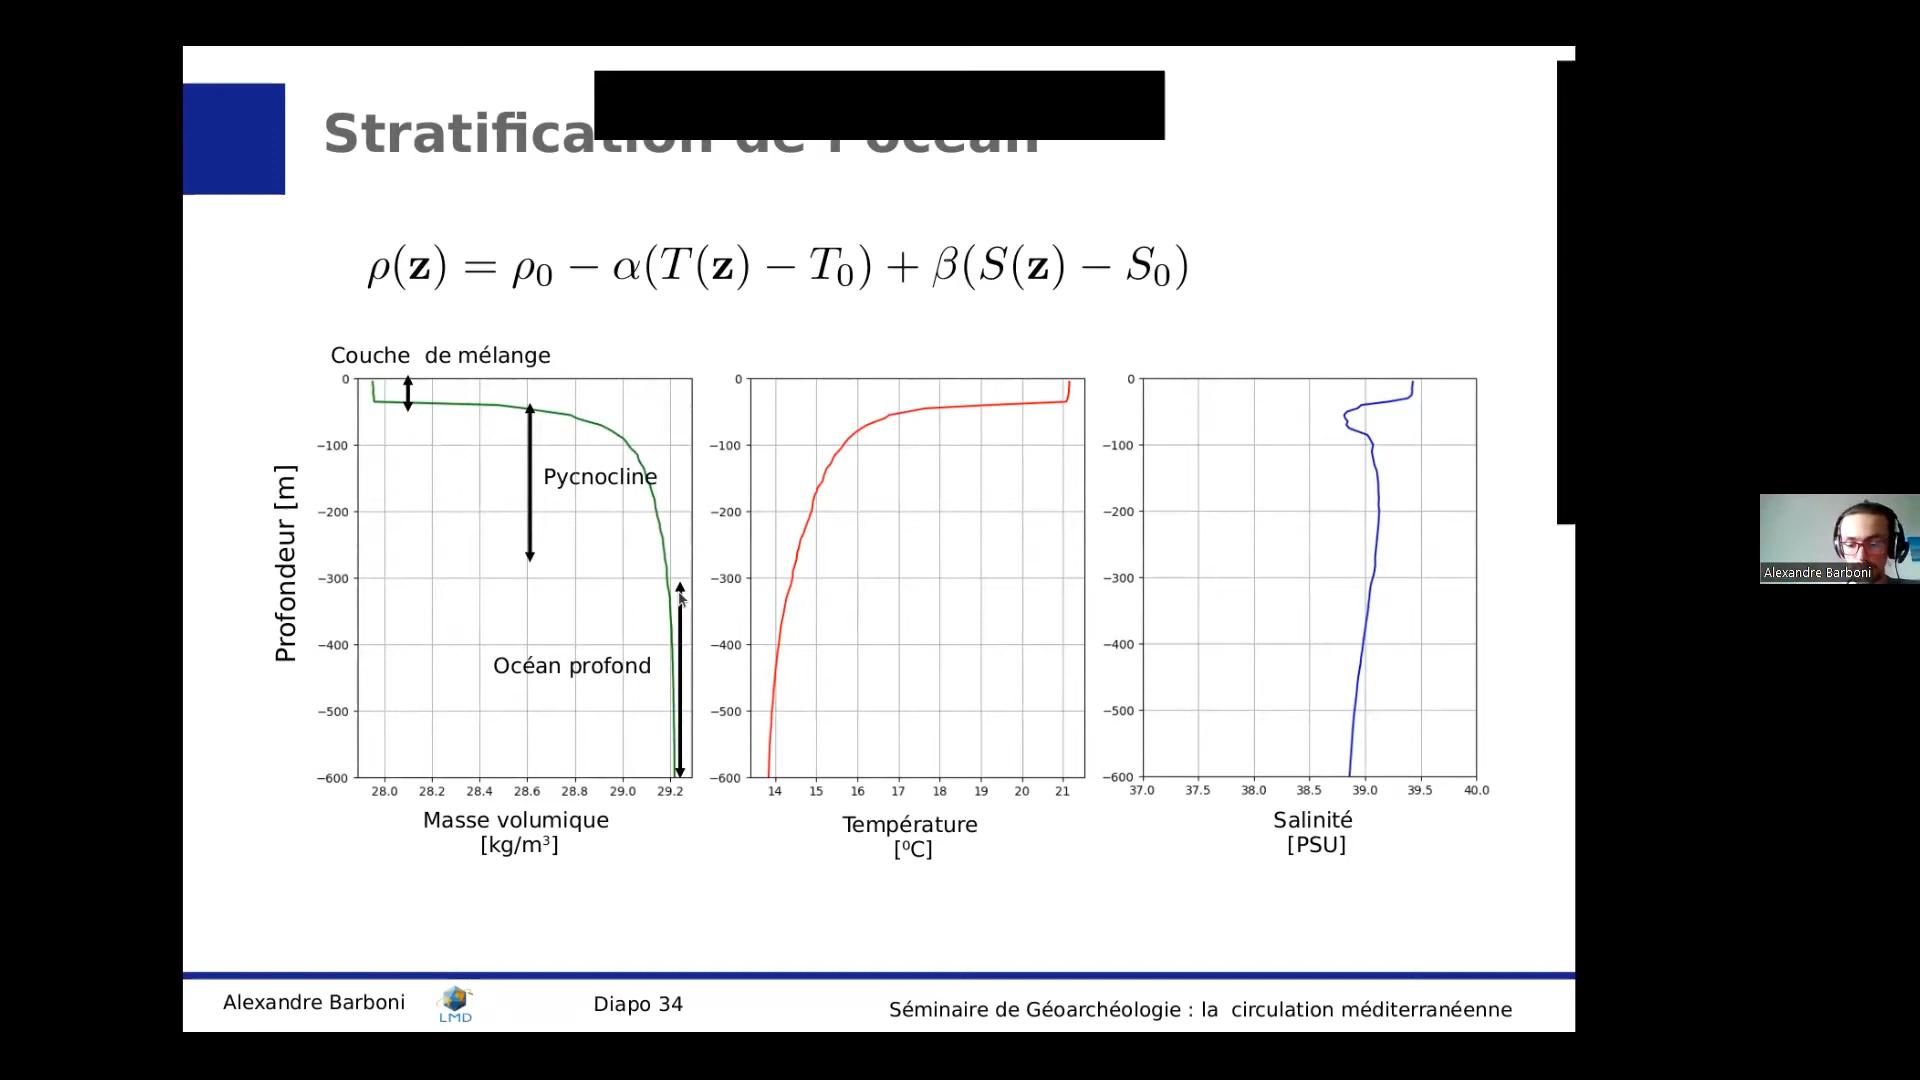 Stratification de l'océan
ρ(z) = ρ₀ − α(T(z) − T₀) + β(S(z) − S₀)
Couche de mélange
Profondeur [m]
0
−100
−200
−300
−400
−500
−600
Pycnocline
Océan profond
28.0 28.2 28.4 28.6 28.8 29.0 29.2
Masse volumique
[kg/m³]
0
−100
−200
−300
−400
−500
−600
14 15 16 17 18 19 20 21
Température
[⁰C]
0
−100
−200
−300
−400
−500
−600
37.0 37.5 38.0 38.5 39.0 39.5 40.0
Salinité
[PSU]
Alexandre Barboni
Alexandre Barboni
LMD
Diapo 34
Séminaire de Géoarchéologie : la circulation méditerranéenne